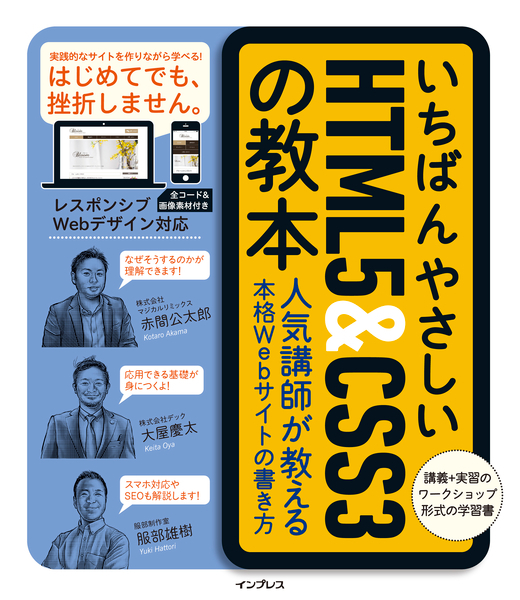 実践的なサイトを作りながら学べる!
はじめてでも、
挫折しません。
全コード&
画像素材付き
レスポンシブ
Webデザイン対応
なぜそうするのかが
理解できます!
株式会社
マジカルリミックス
赤間公太郎
Kotaro Akama
応用できる基礎が
身につくよ!
株式会社デック
大屋慶太
Keita Oya
スマホ対応や
SEOも解説します!
服部制作室
服部雄樹
Yuki Hattori
いちばんやさしい
HTML5&CSS3
の教本
人気講師が教える
本格Webサイトの書き方
講義+実習の
ワークショップ
形式の学習書
インプレス